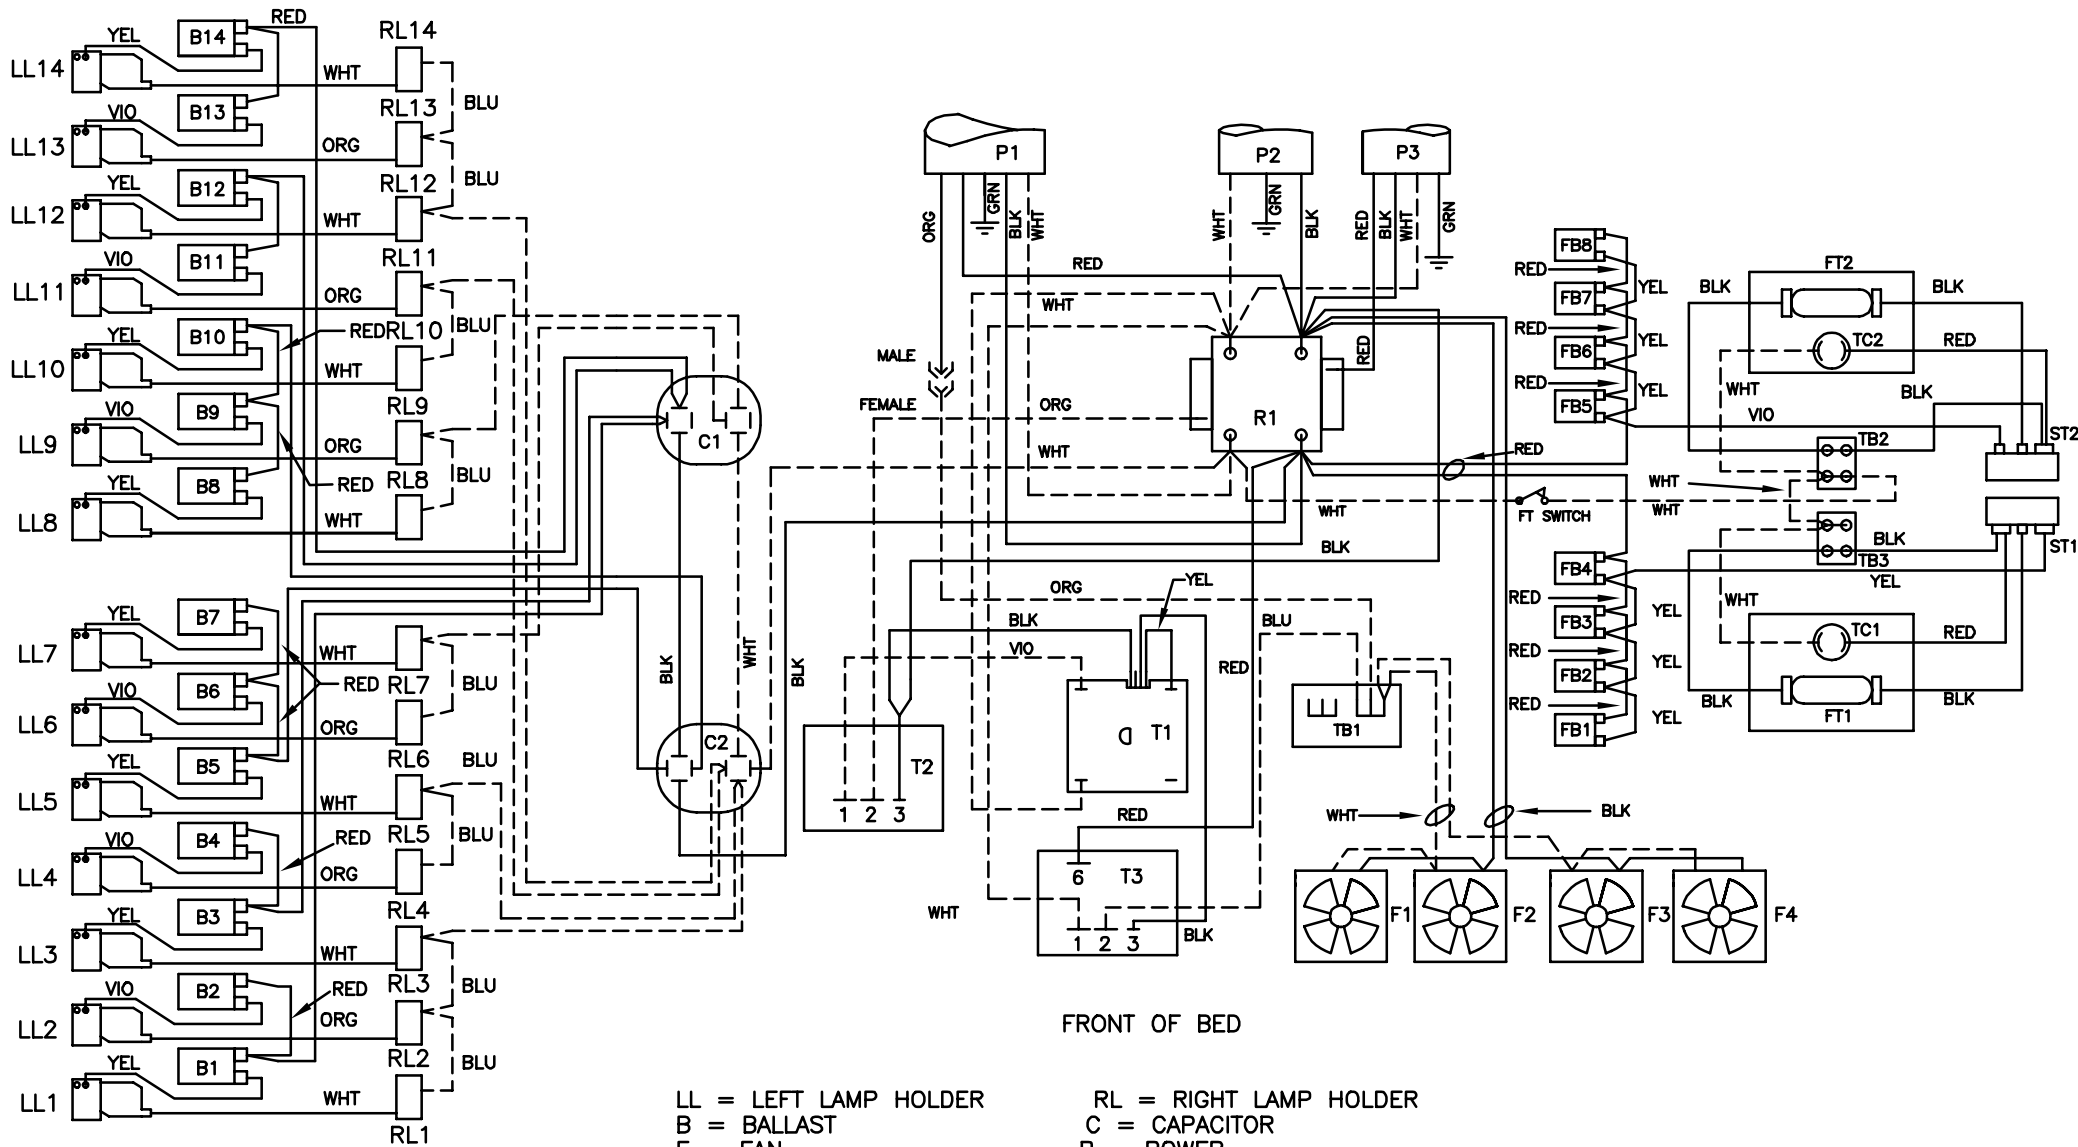 RED
YEL
B14
RL14
LL14
WHT
BLU
VIO
B13
RL13
LL13
ORG
YEL
B12
BLU
RL12
LL12
WHT
VIO
B11
RL11
LL11
ORG
YEL
B10
RED
RL10
BLU
LL10
WHT
VIO
B9
RL9
LL9
ORG
YEL
B8
RED
RL8
BLU
LL8
WHT
YEL
B7
LL7
WHT
RED
RL7
BLU
VIO
B6
LL6
ORG
YEL
B5
RL6
BLU
LL5
WHT
VIO
B4
RED
RL5
BLU
LL4
ORG
YEL
B3
RL4
LL3
WHT
VIO
B2
RED
RL3
BLU
LL2
ORG
YEL
B1
RL2
BLU
LL1
WHT
RL1
C1
C2
BLK
WHT
BLK
P1
P2
P3
ORG
GRN
BLK
WHT
WHT
GRN
BLK
RED
BLK
WHT
GRN
RED
WHT
RED
MALE
FEMALE
ORG
R1
WHT
RED
WHT
FT SWITCH
WHT
BLK
ORG
YEL
BLK
VIO
RED
BLU
T1
T2
1 2 3
TB1
RED
6
T3
1 2 3
BLK
WHT
WHT
BLK
F1
F2
F3
F4
FB8
RED
YEL
FB7
RED
YEL
FB6
RED
YEL
FB5
FB4
RED
YEL
FB3
RED
YEL
FB2
RED
YEL
FB1
FT2
BLK
BLK
TC2
RED
WHT
BLK
VIO
TB2
ST2
WHT
BLK
ST1
TB3
YEL
WHT
TC1
RED
BLK
BLK
FT1
FRONT OF BED
LL = LEFT LAMP HOLDER
RL = RIGHT LAMP HOLDER
B = BALLAST
C = CAPACITOR